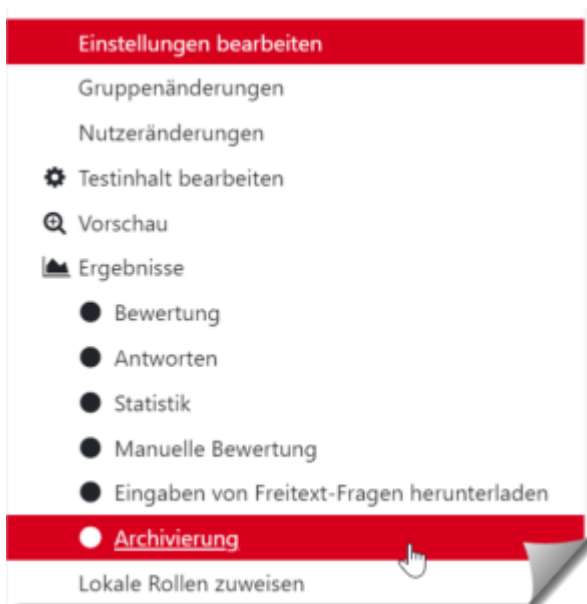 Einstellungen bearbeiten
Gruppenänderungen
Nutzeränderungen
Testinhalt bearbeiten
Vorschau
Ergebnisse
Bewertung
Antworten
Statistik
Manuelle Bewertung
Eingaben von Freitext-Fragen herunterladen
Archivierung
Lokale Rollen zuweisen